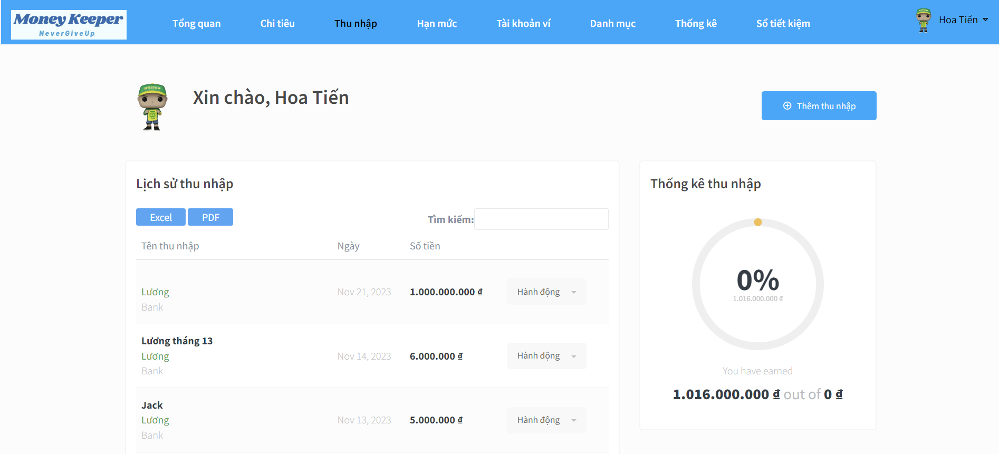 Money Keeper
NeverGiveUp
Tổng quan
Chi tiêu
Thu nhập
Hạn mức
Tài khoản ví
Danh mục
Thống kê
Sổ tiết kiệm
Hoa Tiến
Xin chào, Hoa Tiến
Thêm thu nhập
Lịch sử thu nhập
Excel
PDF
Tìm kiếm:
Tên thu nhập
Ngày
Số tiền
Lương
Bank
Nov 21, 2023
1.000.000.000 ₫
Hành động
Lương tháng 13
Lương
Bank
Nov 14, 2023
6.000.000 ₫
Hành động
Jack
Lương
Bank
Nov 13, 2023
5.000.000 ₫
Hành động
Thống kê thu nhập
0%
1.016.000.000 ₫
You have earned
1.016.000.000 ₫ out of 0 ₫